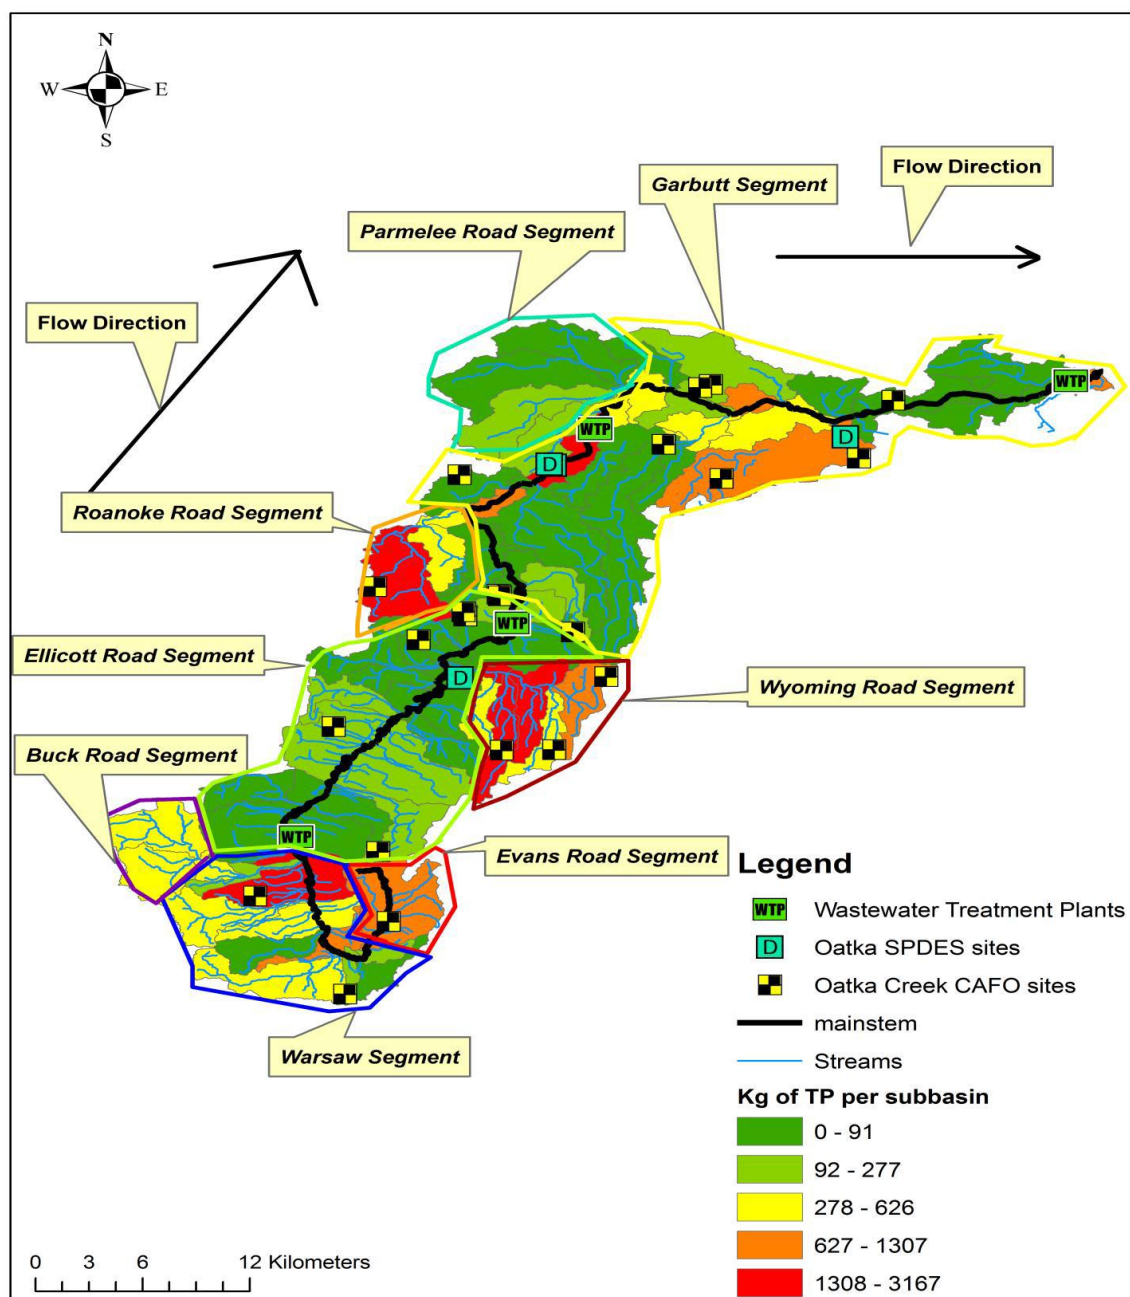 N
W
E
S
Flow Direction
Garbutt Segment
Parmelee Road Segment
Flow Direction
WTP
WTP
D
D
Roanoke Road Segment
WTP
Ellicott Road Segment
D
Wyoming Road Segment
Buck Road Segment
WTP
Evans Road Segment
Warsaw Segment
Legend
WTP Wastewater Treatment Plants
D Oatka SPDES sites
Oatka Creek CAFO sites
mainstem
Streams
Kg of TP per subbasin
0 - 91
92 - 277
278 - 626
627 - 1307
1308 - 3167
0 3 6 12 Kilometers